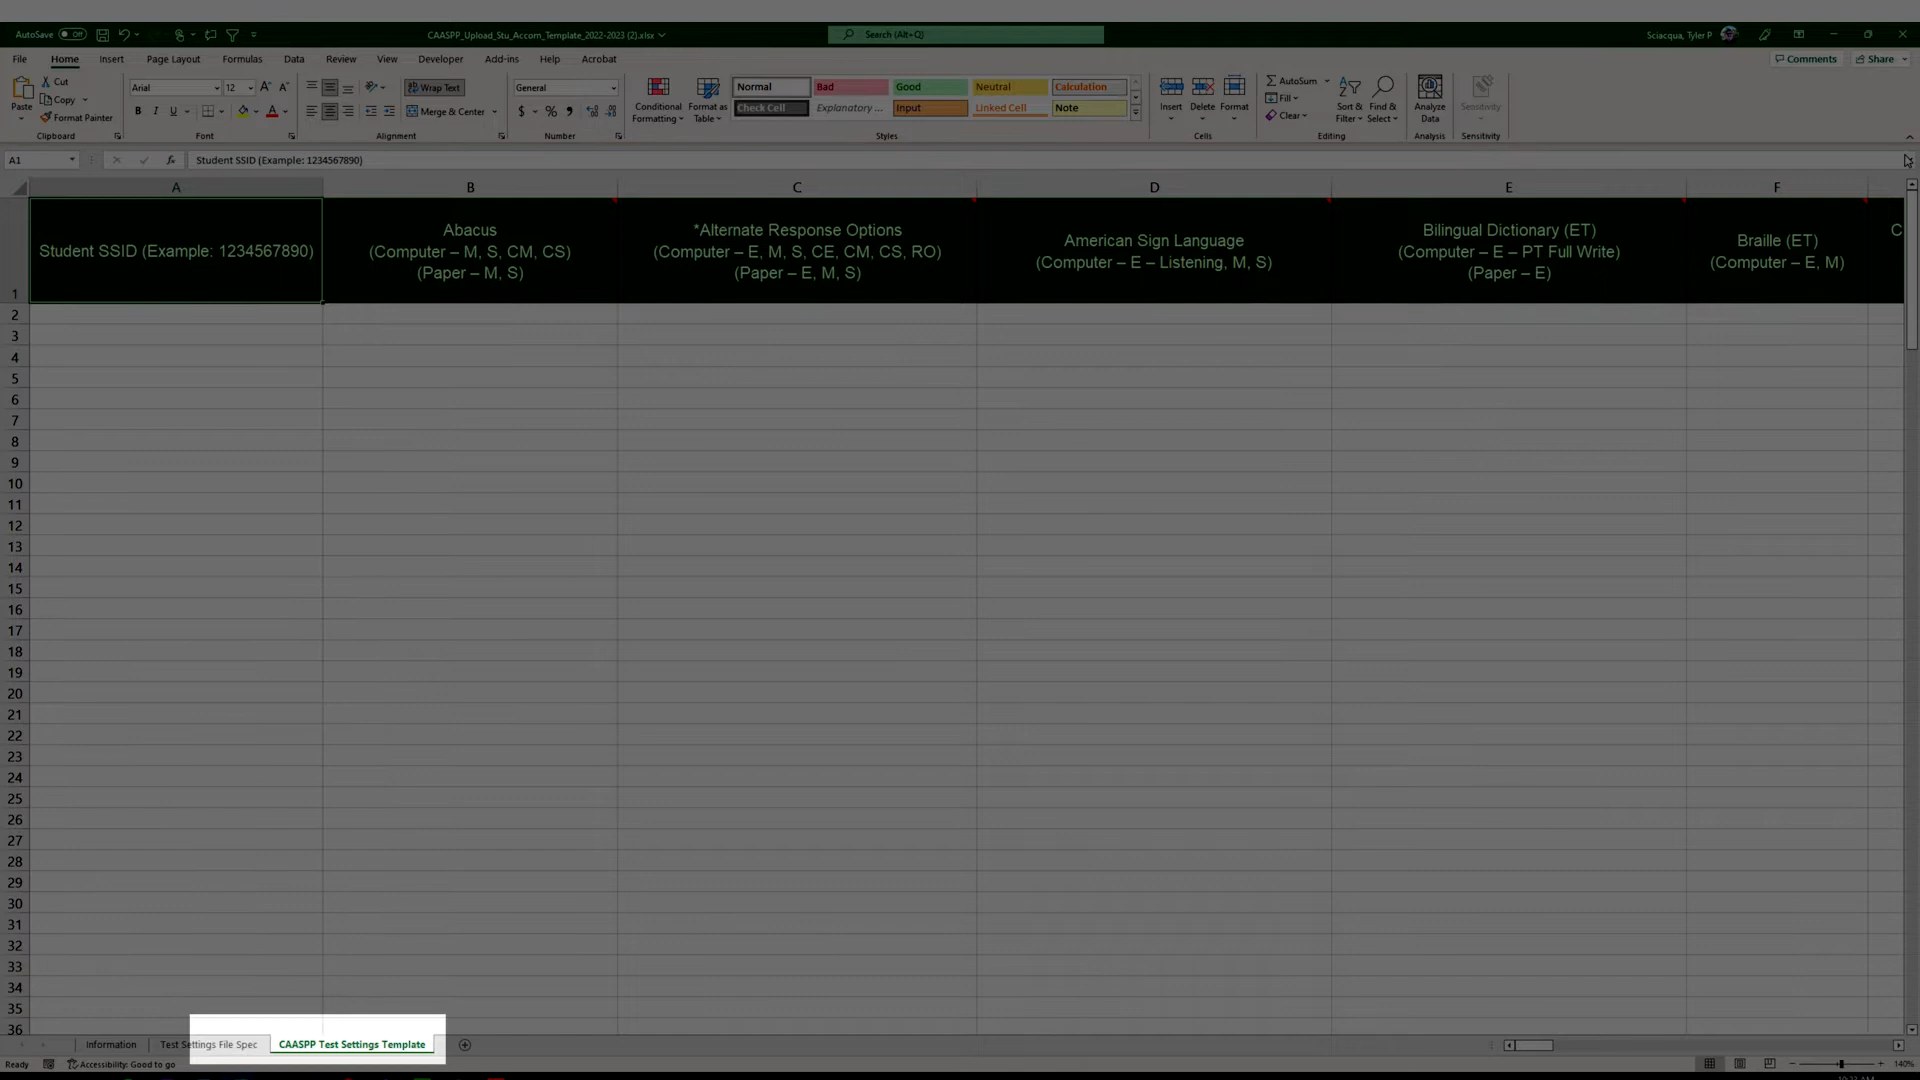 AutoSave Off CAASPP_Upload_Stu_Accom_Template_2022-2023 (2).xlsx Search (Alt+Q) Sciacqua, Tyler P
File Home Insert Page Layout Formulas Data Review View Developer Add-ins Help Acrobat Comments Share
Paste
Cut
Copy
Format Painter
Clipboard
Arial 12
B I U
Font
Wrap Text
Merge & Center
Alignment
General
$ % 9
Number
Conditional Formatting
Format as Table
Normal Bad Good Neutral Calculation
Check Cell Explanatory ... Input Linked Cell Note
Styles
Insert Delete Format
Cells
AutoSum
Fill
Clear
Sort & Filter
Find & Select
Editing
Analyze Data
Analysis
Sensitivity
Sensitivity
A1 fx Student SSID (Example: 1234567890)
A B C D E F
1
Student SSID (Example: 1234567890)
Abacus
(Computer – M, S, CM, CS)
(Paper – M, S)
*Alternate Response Options
(Computer – E, M, S, CE, CM, CS, RO)
(Paper – E, M, S)
American Sign Language
(Computer – E – Listening, M, S)
Bilingual Dictionary (ET)
(Computer – E – PT Full Write)
(Paper – E)
Braille (ET)
(Computer – E, M)
C
2
3
4
5
6
7
8
9
10
11
12
13
14
15
16
17
18
19
20
21
22
23
24
25
26
27
28
29
30
31
32
33
34
35
36
Information Test Settings File Spec CAASPP Test Settings Template
Ready Accessibility: Good to go 140%